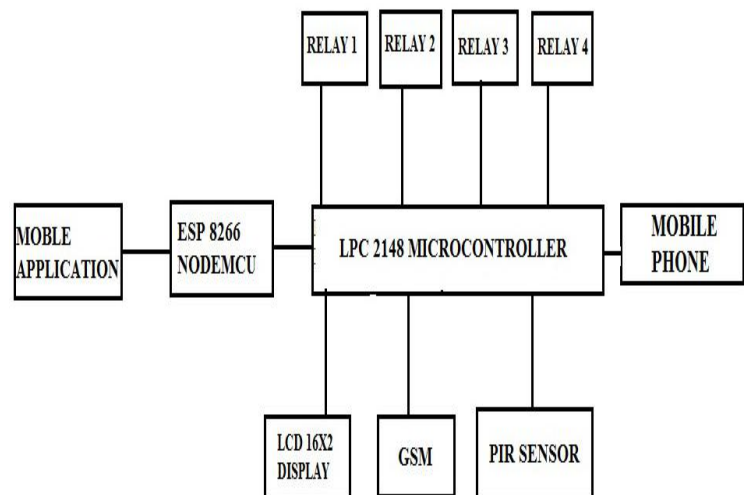 RELAY 1
RELAY 2
RELAY 3
RELAY 4
MOBLE
APPLICATION
ESP 8266
NODEMCU
LPC 2148 MICROCONTROLLER
MOBILE
PHONE
LCD 16X2
DISPLAY
GSM
PIR SENSOR